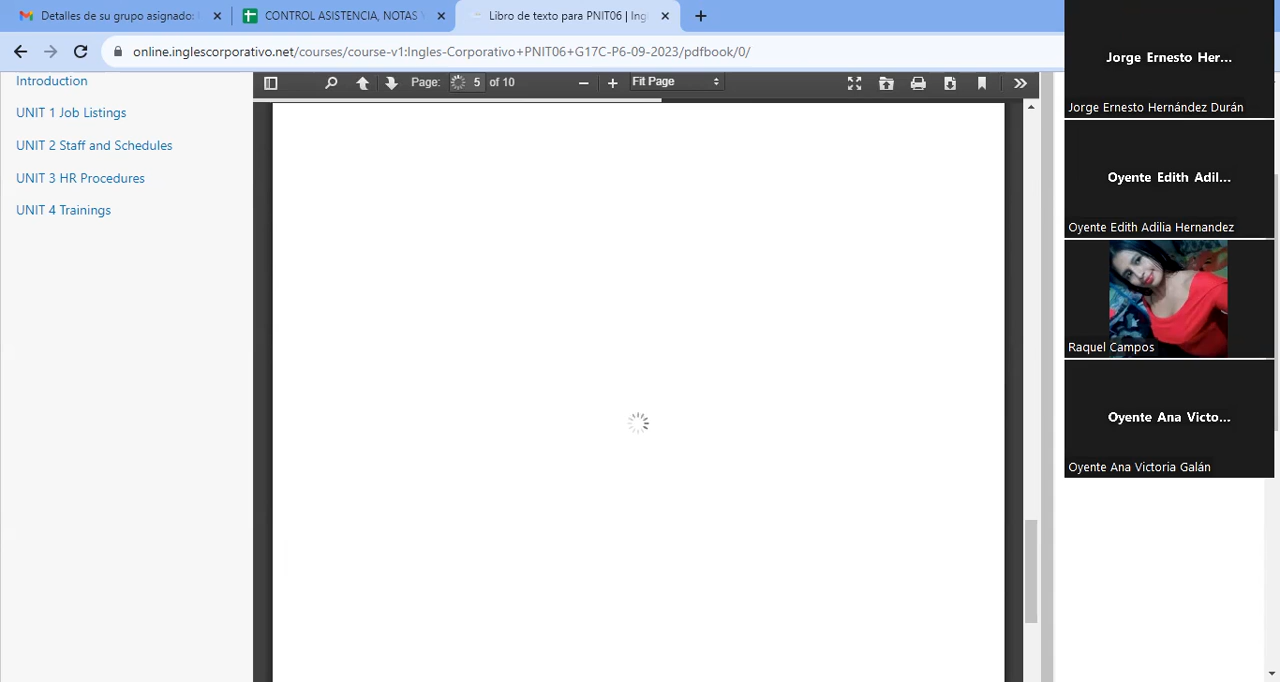 Detalles de su grupo asignado:
CONTROL ASISTENCIA, NOTAS Y
Libro de texto para PNIT06 | Ing
online.inglescorporativo.net/courses/course-v1:Ingles-Corporativo+PNIT06+G17C-P6-09-2023/pdfbook/0/
Introduction
UNIT 1 Job Listings
UNIT 2 Staff and Schedules
UNIT 3 HR Procedures
UNIT 4 Trainings
Page: 5 of 10
Fit Page
Jorge Ernesto Her...
Jorge Ernesto Hernández Durán
Oyente Edith Adil...
Oyente Edith Adilia Hernandez
Raquel Campos
Oyente Ana Victo...
Oyente Ana Victoria Galán